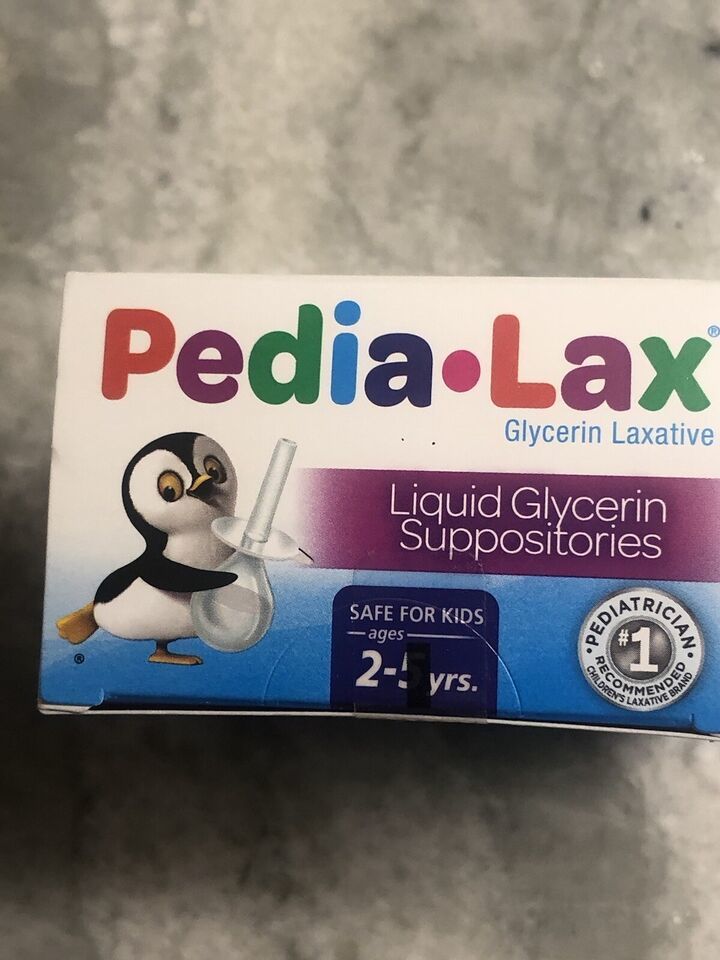 Pedia•Lax®
Glycerin Laxative
Liquid Glycerin
Suppositories
SAFE FOR KIDS
ages
2-5 yrs.
®
•PEDIATRICIAN•
#1
RECOMMENDED
CHILDREN'S LAXATIVE BRAND